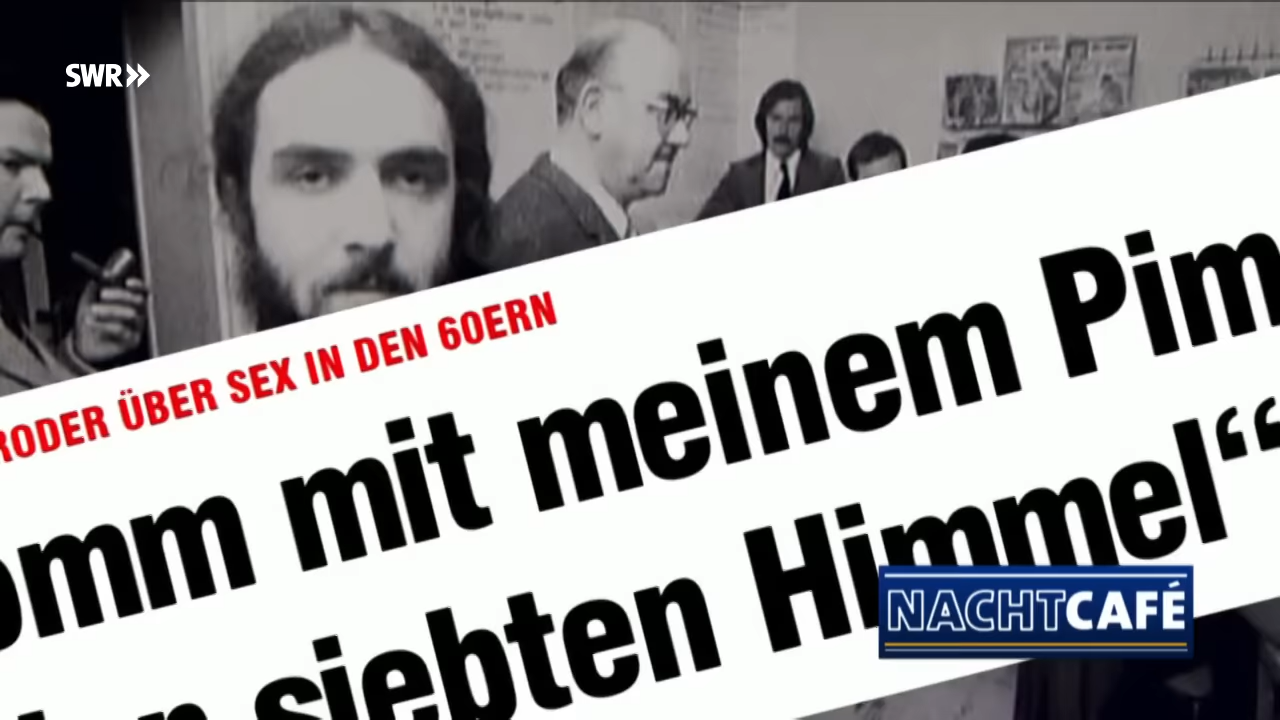 SWR»
RODER ÜBER SEX IN DEN 60ERN
omm mit meinem Pim
siebten Himmel“
NACHTCAFÉ